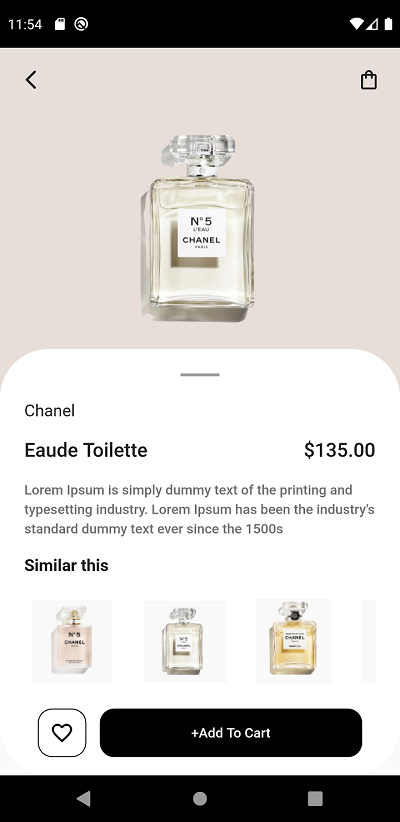 11:54
N°5
L'EAU
CHANEL
PARIS
Chanel
Eaude Toilette
$135.00
Lorem Ipsum is simply dummy text of the printing and
typesetting industry. Lorem Ipsum has been the industry's
standard dummy text ever since the 1500s
Similar this
N°5
CHANEL
N°5
CHANEL
CHANEL
+Add To Cart